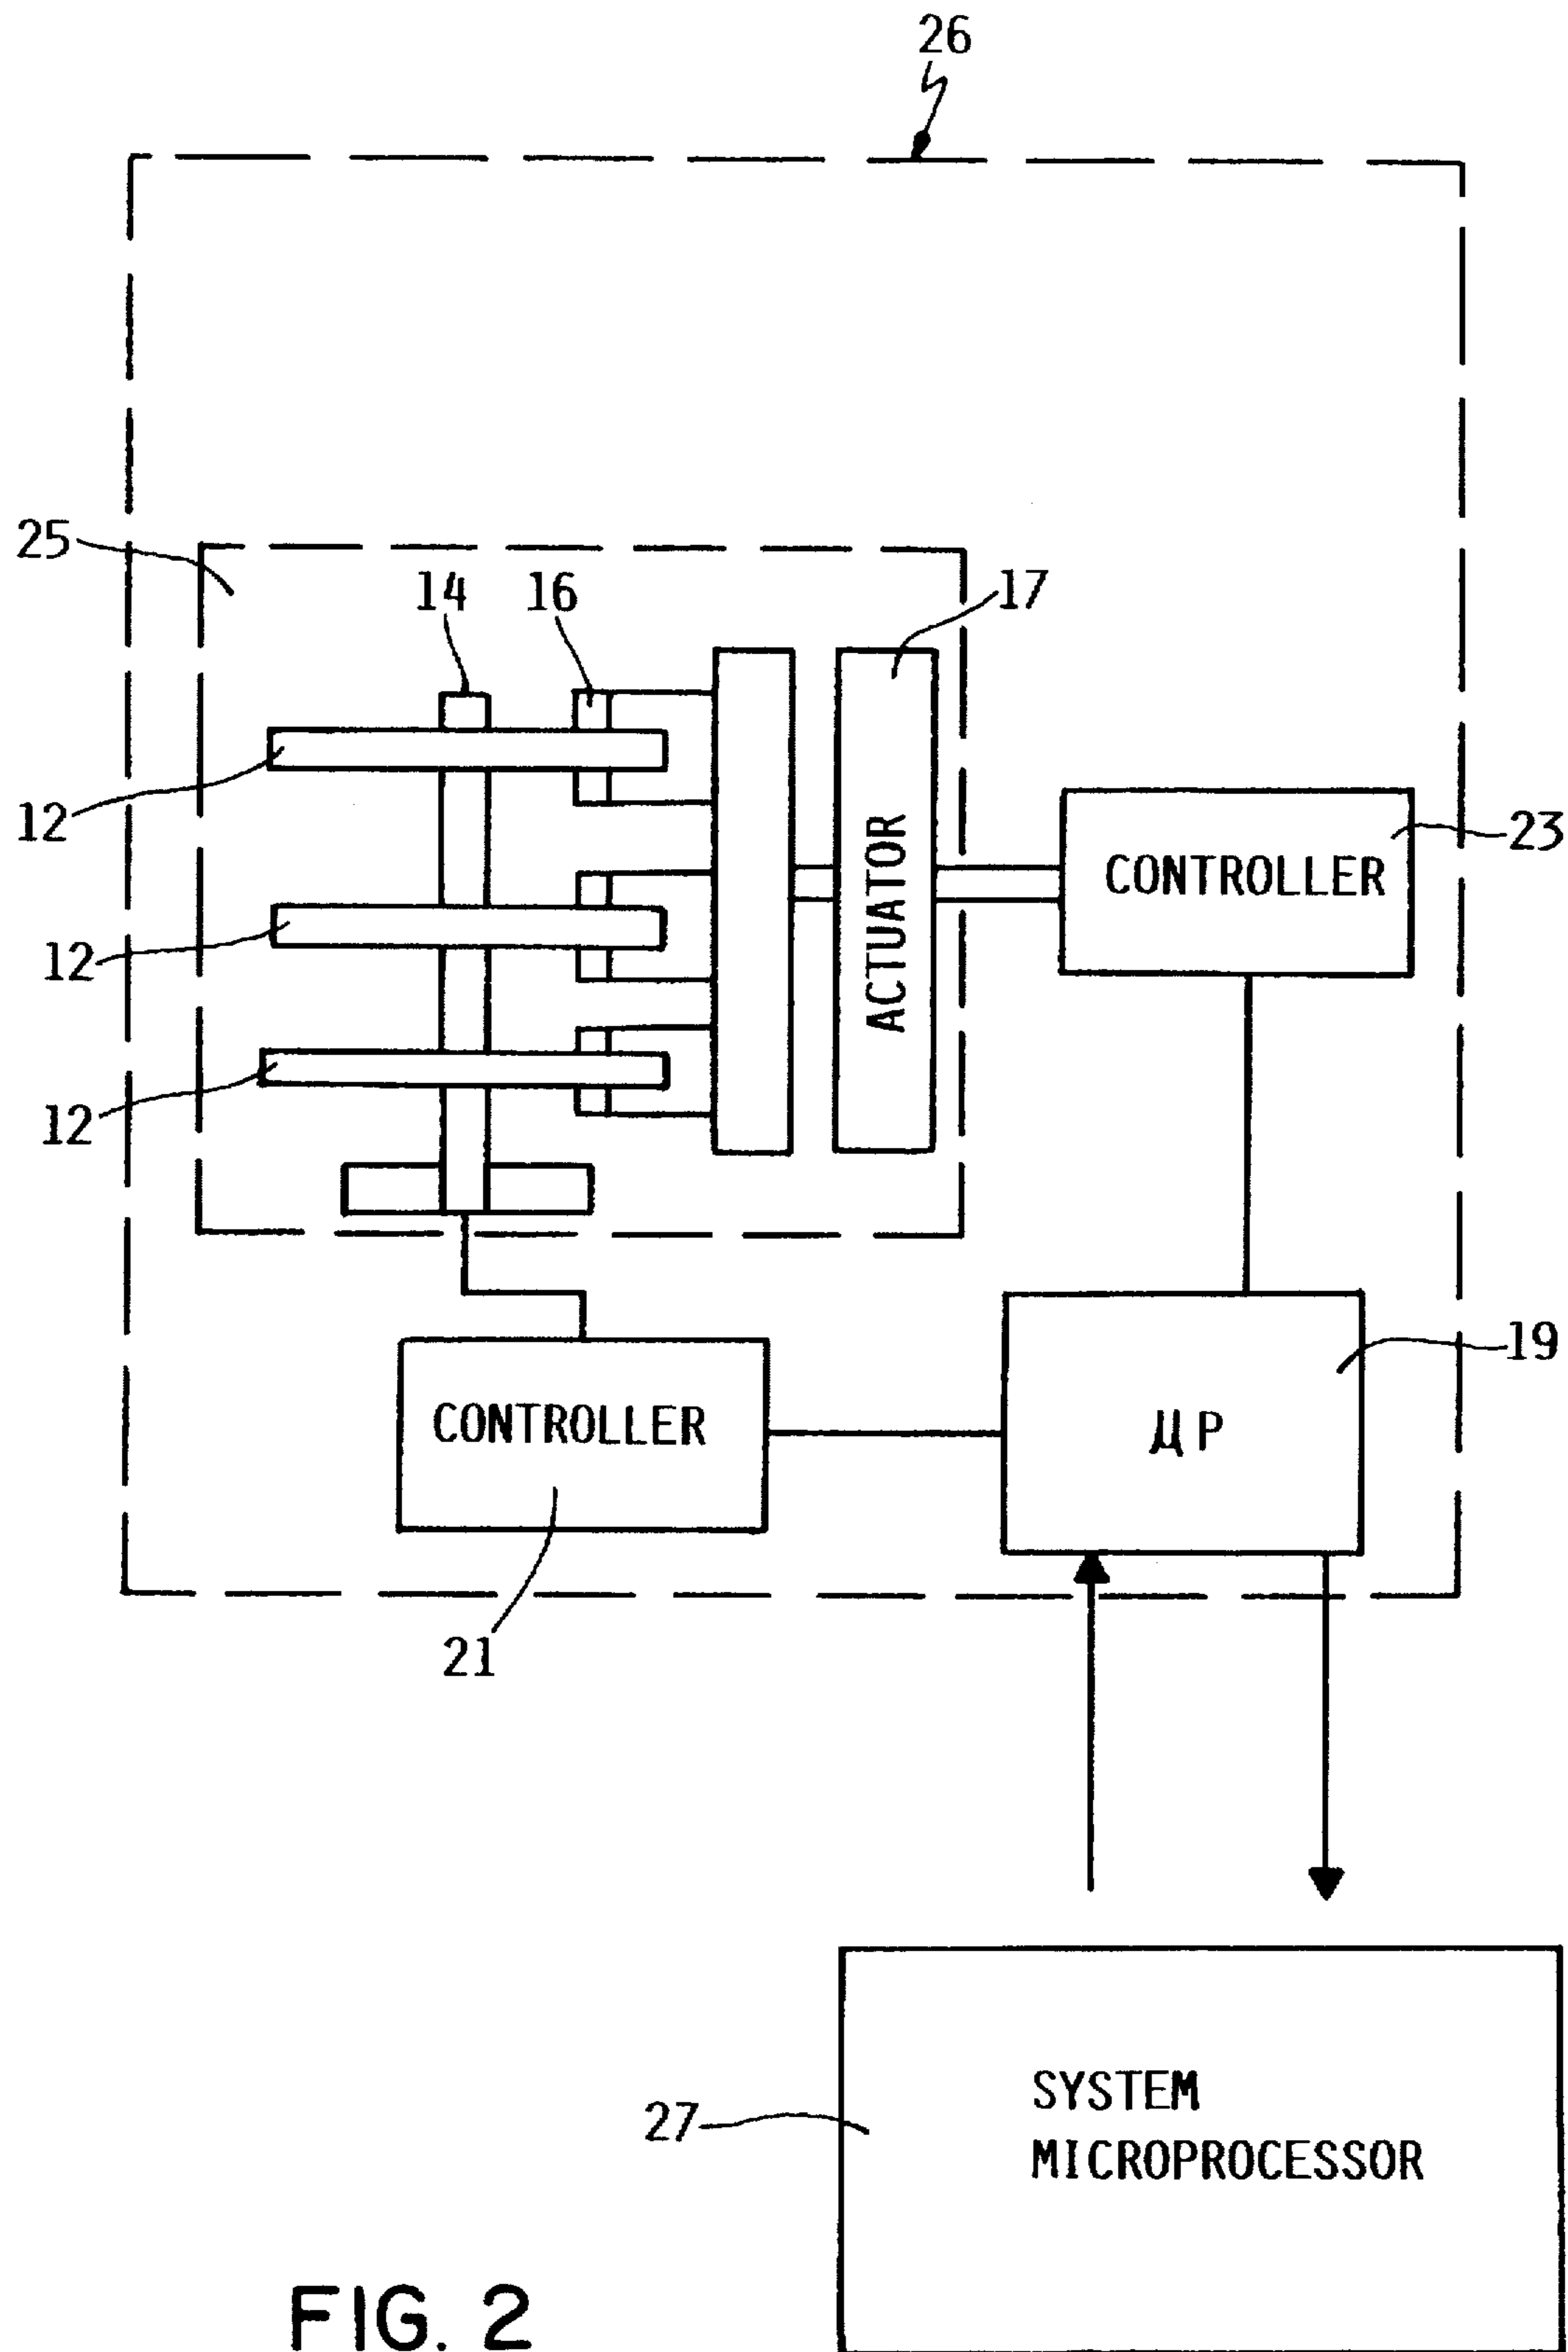 26
25
14
16
17
12
23
CONTROLLER
ACTUATOR
12
12
19
CONTROLLER
μP
21
SYSTEM
27
MICROPROCESSOR
FIG. 2